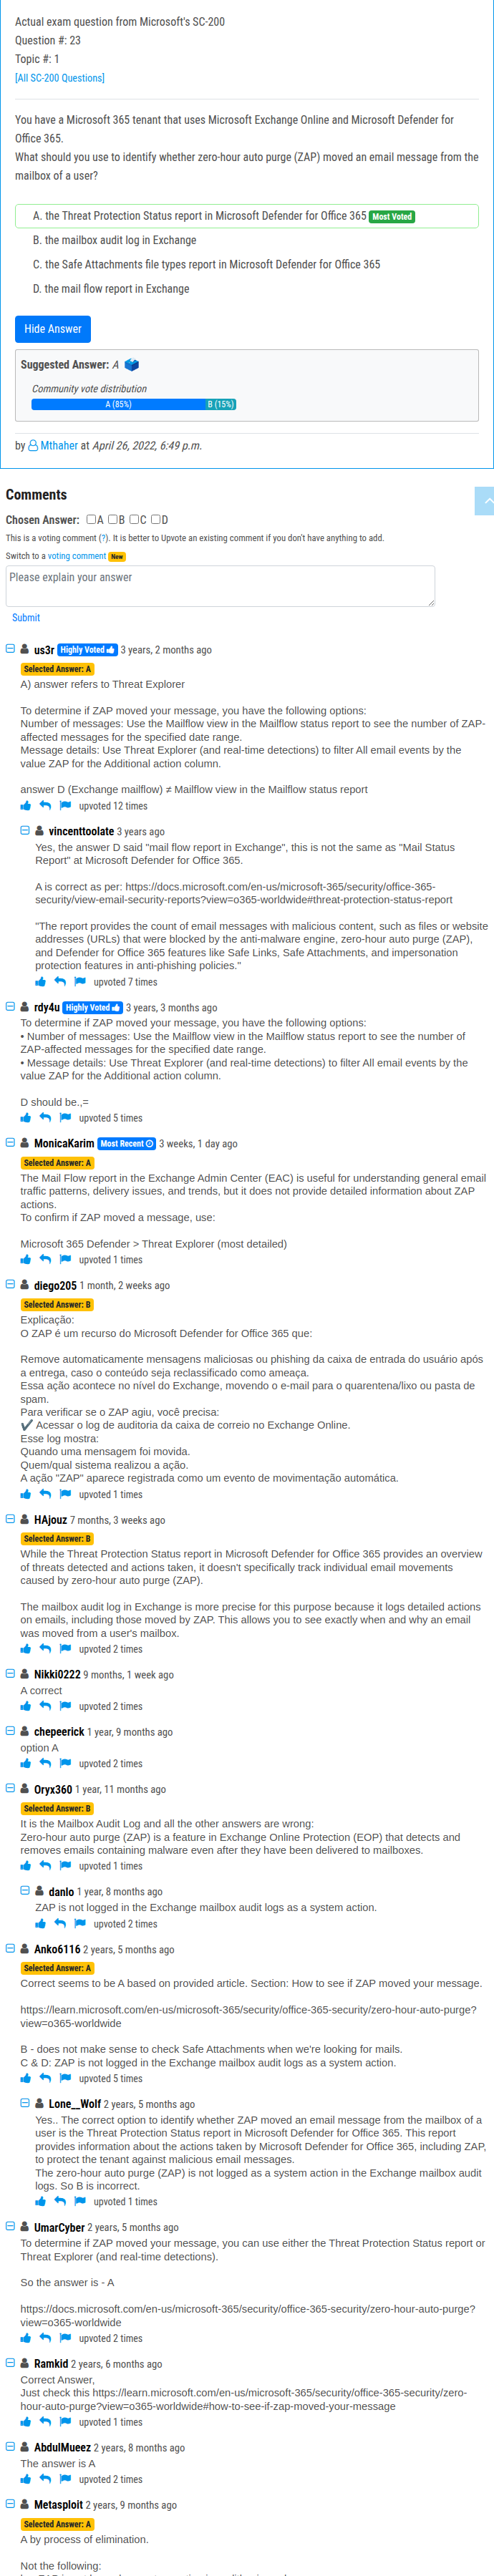 Actual exam question from Microsoft's SC-200
Question #: 23
Topic #: 1
[All SC-200 Questions]
You have a Microsoft 365 tenant that uses Microsoft Exchange Online and Microsoft Defender for
Office 365.
What should you use to identify whether zero-hour auto purge (ZAP) moved an email message from the
mailbox of a user?
A. the Threat Protection Status report in Microsoft Defender for Office 365 Most Voted
B. the mailbox audit log in Exchange
C. the Safe Attachments file types report in Microsoft Defender for Office 365
D. the mail flow report in Exchange
Hide Answer
Suggested Answer: A
Community vote distribution
A (85%) B (15%)
by Mthaher at April 26, 2022, 6:49 p.m.
Comments
Chosen Answer: A B C D
This is a voting comment (?). It is better to Upvote an existing comment if you don't have anything to add.
Switch to a voting comment New
Please explain your answer
Submit
us3r Highly Voted 3 years, 2 months ago
Selected Answer: A
A) answer refers to Threat Explorer
To determine if ZAP moved your message, you have the following options:
Number of messages: Use the Mailflow view in the Mailflow status report to see the number of ZAP-
affected messages for the specified date range.
Message details: Use Threat Explorer (and real-time detections) to filter All email events by the
value ZAP for the Additional action column.
answer D (Exchange mailflow) ≠ Mailflow view in the Mailflow status report
upvoted 12 times
vincenttoolate 3 years ago
Yes, the answer D said "mail flow report in Exchange", this is not the same as "Mail Status
Report" at Microsoft Defender for Office 365.
A is correct as per: https://docs.microsoft.com/en-us/microsoft-365/security/office-365-
security/view-email-security-reports?view=o365-worldwide#threat-protection-status-report
"The report provides the count of email messages with malicious content, such as files or website
addresses (URLs) that were blocked by the anti-malware engine, zero-hour auto purge (ZAP),
and Defender for Office 365 features like Safe Links, Safe Attachments, and impersonation
protection features in anti-phishing policies."
upvoted 7 times
rdy4u Highly Voted 3 years, 3 months ago
To determine if ZAP moved your message, you have the following options:
• Number of messages: Use the Mailflow view in the Mailflow status report to see the number of
ZAP-affected messages for the specified date range.
• Message details: Use Threat Explorer (and real-time detections) to filter All email events by the
value ZAP for the Additional action column.
D should be.,=
upvoted 5 times
MonicaKarim Most Recent 3 weeks, 1 day ago
Selected Answer: A
The Mail Flow report in the Exchange Admin Center (EAC) is useful for understanding general email
traffic patterns, delivery issues, and trends, but it does not provide detailed information about ZAP
actions.
To confirm if ZAP moved a message, use:
Microsoft 365 Defender > Threat Explorer (most detailed)
upvoted 1 times
diego205 1 month, 2 weeks ago
Selected Answer: B
Explicação:
O ZAP é um recurso do Microsoft Defender for Office 365 que:
Remove automaticamente mensagens maliciosas ou phishing da caixa de entrada do usuário após
a entrega, caso o conteúdo seja reclassificado como ameaça.
Essa ação acontece no nível do Exchange, movendo o e-mail para o quarentena/lixo ou pasta de
spam.
Para verificar se o ZAP agiu, você precisa:
✔ Acessar o log de auditoria da caixa de correio no Exchange Online.
Esse log mostra:
Quando uma mensagem foi movida.
Quem/qual sistema realizou a ação.
A ação "ZAP" aparece registrada como um evento de movimentação automática.
upvoted 1 times
HAjouz 7 months, 3 weeks ago
Selected Answer: B
While the Threat Protection Status report in Microsoft Defender for Office 365 provides an overview
of threats detected and actions taken, it doesn't specifically track individual email movements
caused by zero-hour auto purge (ZAP).
The mailbox audit log in Exchange is more precise for this purpose because it logs detailed actions
on emails, including those moved by ZAP. This allows you to see exactly when and why an email
was moved from a user's mailbox.
upvoted 2 times
Nikki0222 9 months, 1 week ago
A correct
upvoted 2 times
chepeerick 1 year, 9 months ago
option A
upvoted 2 times
Oryx360 1 year, 11 months ago
Selected Answer: B
It is the Mailbox Audit Log and all the other answers are wrong:
Zero-hour auto purge (ZAP) is a feature in Exchange Online Protection (EOP) that detects and
removes emails containing malware even after they have been delivered to mailboxes.
upvoted 1 times
danlo 1 year, 8 months ago
ZAP is not logged in the Exchange mailbox audit logs as a system action.
upvoted 2 times
Anko6116 2 years, 5 months ago
Selected Answer: A
Correct seems to be A based on provided article. Section: How to see if ZAP moved your message.
https://learn.microsoft.com/en-us/microsoft-365/security/office-365-security/zero-hour-auto-purge?
view=o365-worldwide
B - does not make sense to check Safe Attachments when we're looking for mails.
C & D: ZAP is not logged in the Exchange mailbox audit logs as a system action.
upvoted 5 times
Lone__Wolf 2 years, 5 months ago
Yes.. The correct option to identify whether ZAP moved an email message from the mailbox of a
user is the Threat Protection Status report in Microsoft Defender for Office 365. This report
provides information about the actions taken by Microsoft Defender for Office 365, including ZAP,
to protect the tenant against malicious email messages.
The zero-hour auto purge (ZAP) is not logged as a system action in the Exchange mailbox audit
logs. So B is incorrect.
upvoted 1 times
UmarCyber 2 years, 5 months ago
To determine if ZAP moved your message, you can use either the Threat Protection Status report or
Threat Explorer (and real-time detections).
So the answer is - A
https://docs.microsoft.com/en-us/microsoft-365/security/office-365-security/zero-hour-auto-purge?
view=o365-worldwide
upvoted 2 times
Ramkid 2 years, 6 months ago
Correct Answer,
Just check this https://learn.microsoft.com/en-us/microsoft-365/security/office-365-security/zero-
hour-auto-purge?view=o365-worldwide#how-to-see-if-zap-moved-your-message
upvoted 1 times
AbdulMueez 2 years, 8 months ago
The answer is A
upvoted 2 times
Metasploit 2 years, 9 months ago
Selected Answer: A
A by process of elimination.
Not the following: